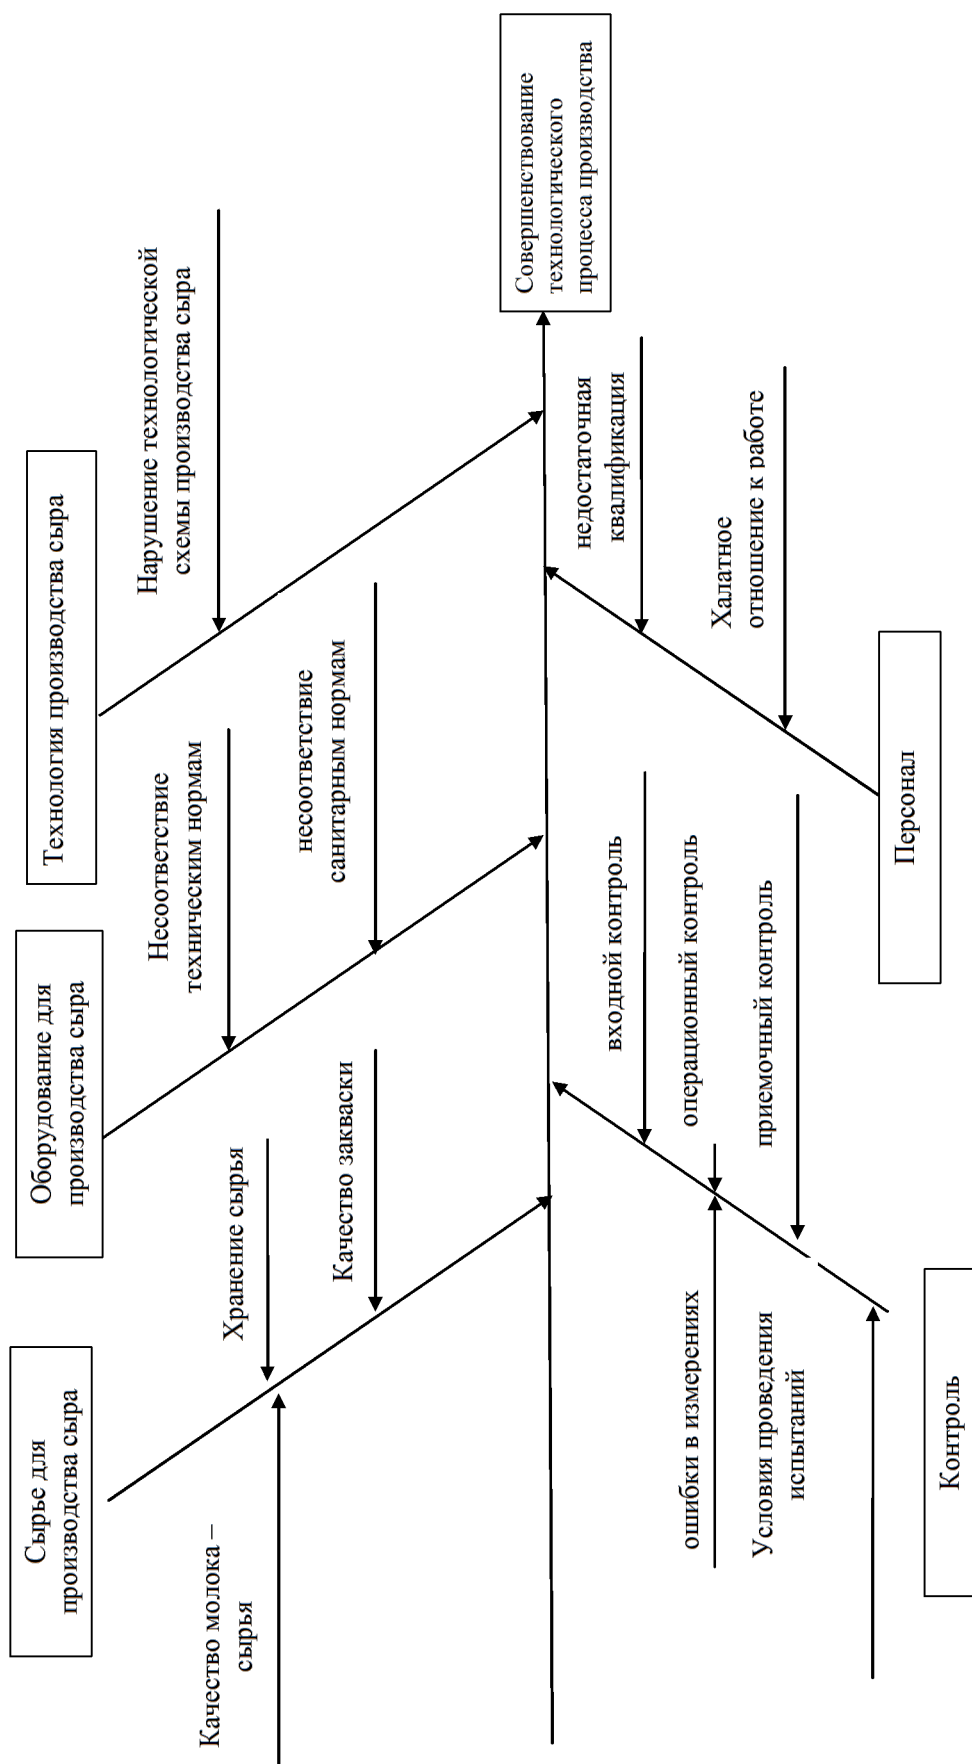 Сырье для
производства сыра
Оборудование для
производства сыра
Технология производства сыра
Качество молока –
сырья
Хранение сырья
Качество закваски
Несоответствие
техническим нормам
несоответствие
санитарным нормам
Нарушение технологической
схемы производства сыра
Совершенствование
технологического
процесса производства
ошибки в измерениях
Условия проведения
испытаний
входной контроль
операционный контроль
приемочный контроль
недостаточная
квалификация
Халатное
отношение к работе
Контроль
Персонал